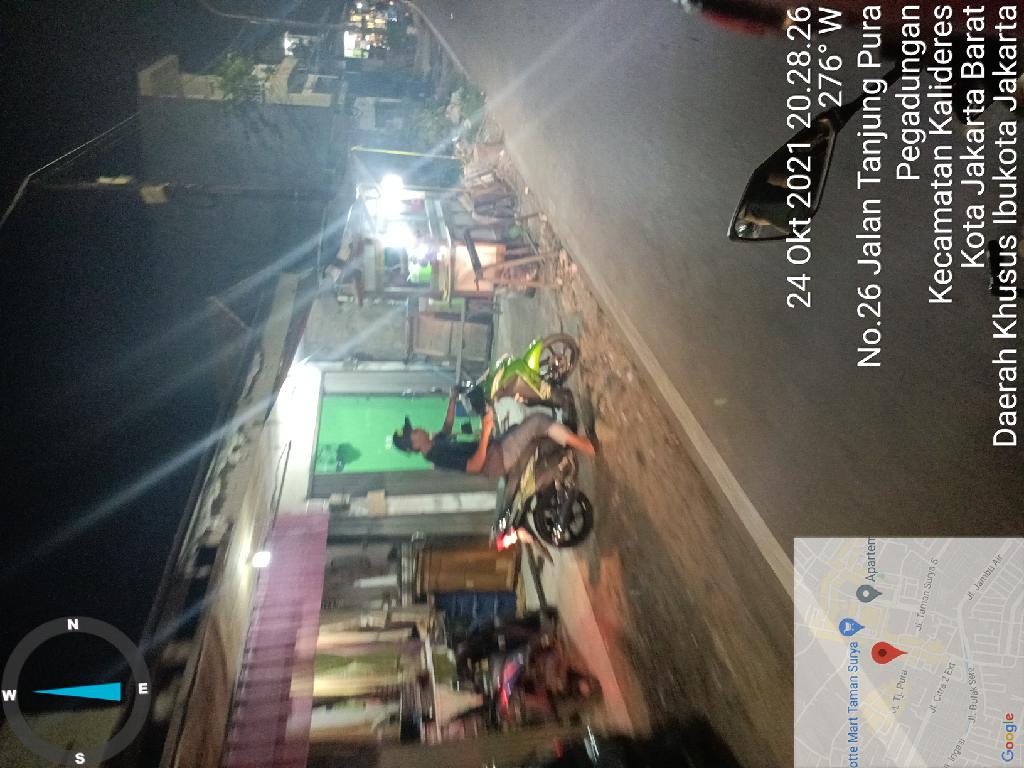 W
N
S
E
24 Okt 2021 20.28.26
276° W
No.26 Jalan Tanjung Pura
Pegadungan
Kecamatan Kalideres
Kota Jakarta Barat
Daerah Khusus Ibukota Jakarta
otte Mart Taman Surya
Apartem
Jl. Tj. Pura
Jl. Taman Surya 5
Jl. Citra 2 Ext
Jl. Bulak Sere
Jl. Jambu Air
Google